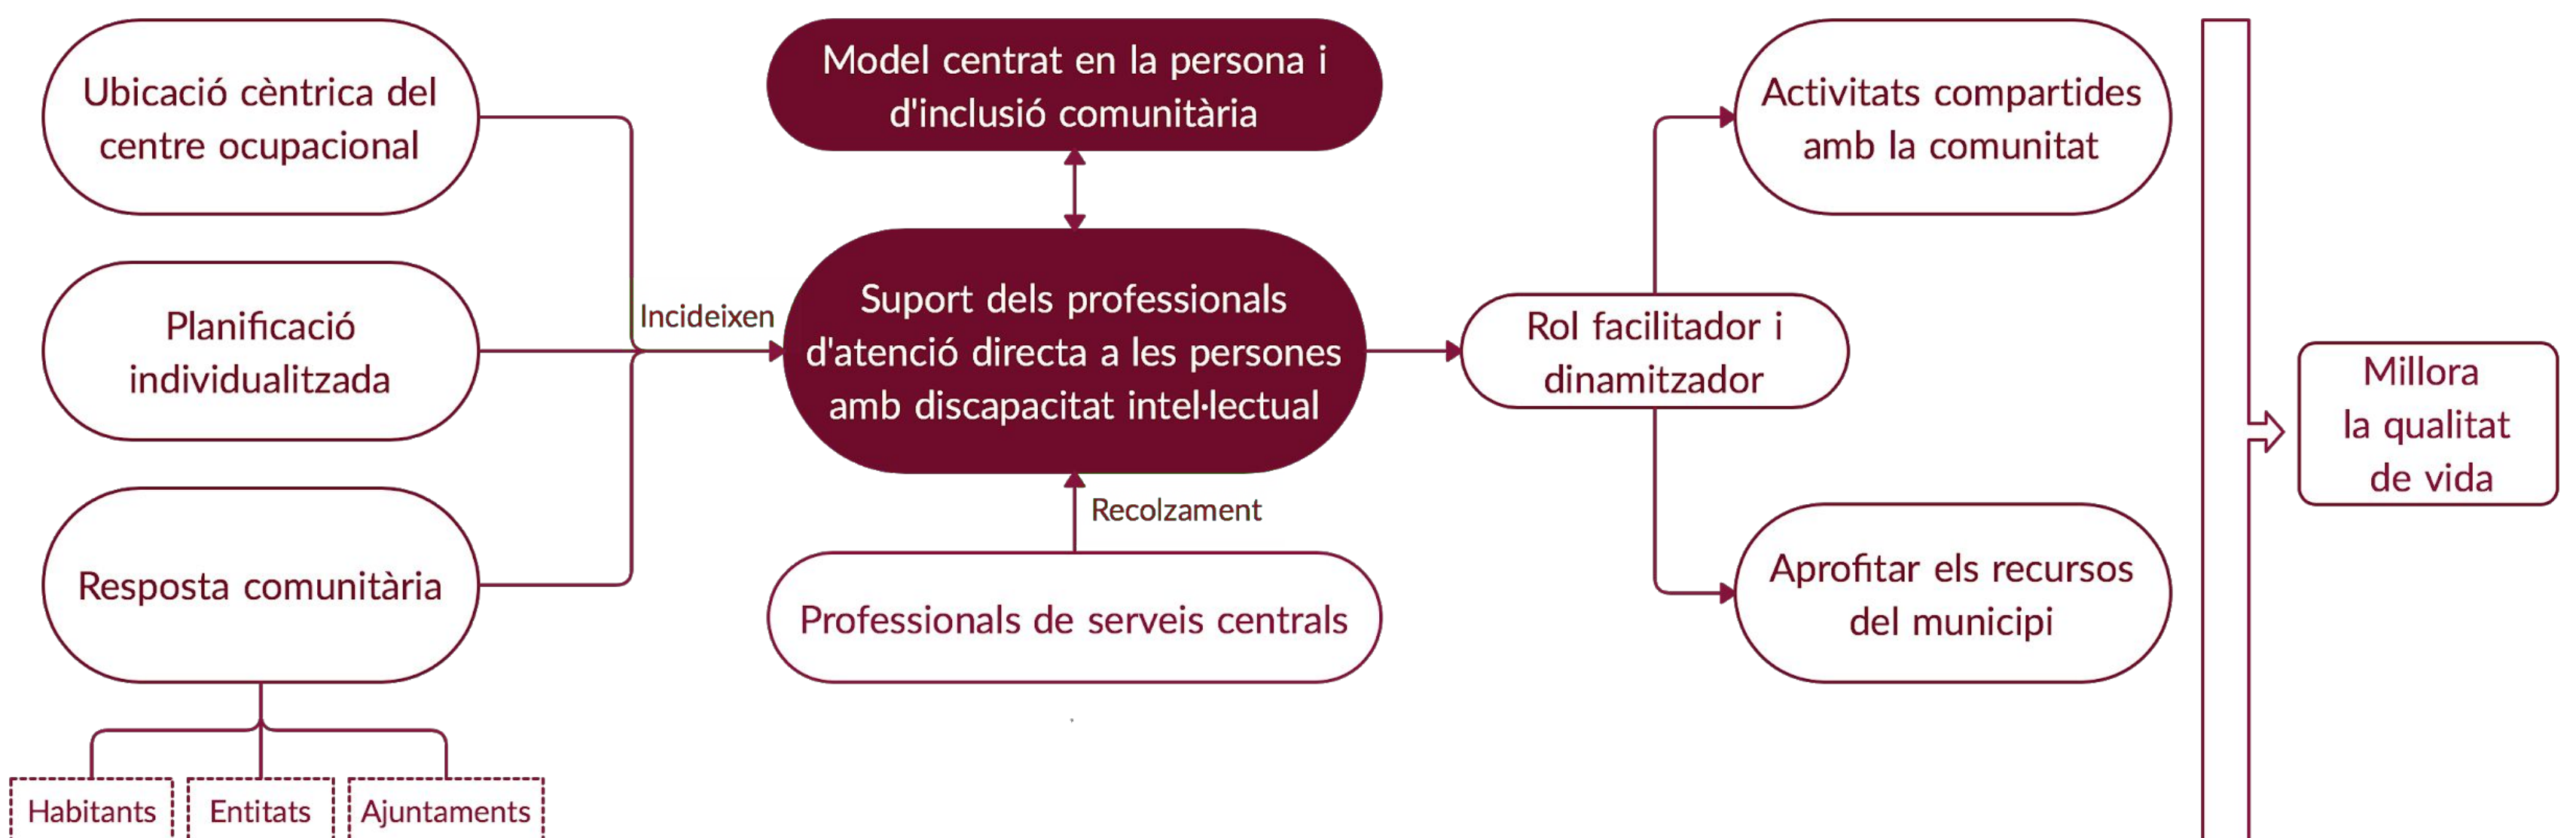 Ubicació cèntrica del
centre ocupacional
Planificació
individualitzada
Resposta comunitària
Habitants
Entitats
Ajuntaments
Incideixen
Model centrat en la persona i
d'inclusió comunitària
Suport dels professionals
d'atenció directa a les persones
amb discapacitat intel·lectual
Recolzament
Professionals de serveis centrals
Rol facilitador i
dinamitzador
Activitats compartides
amb la comunitat
Aprofitar els recursos
del municipi
Millora
la qualitat
de vida